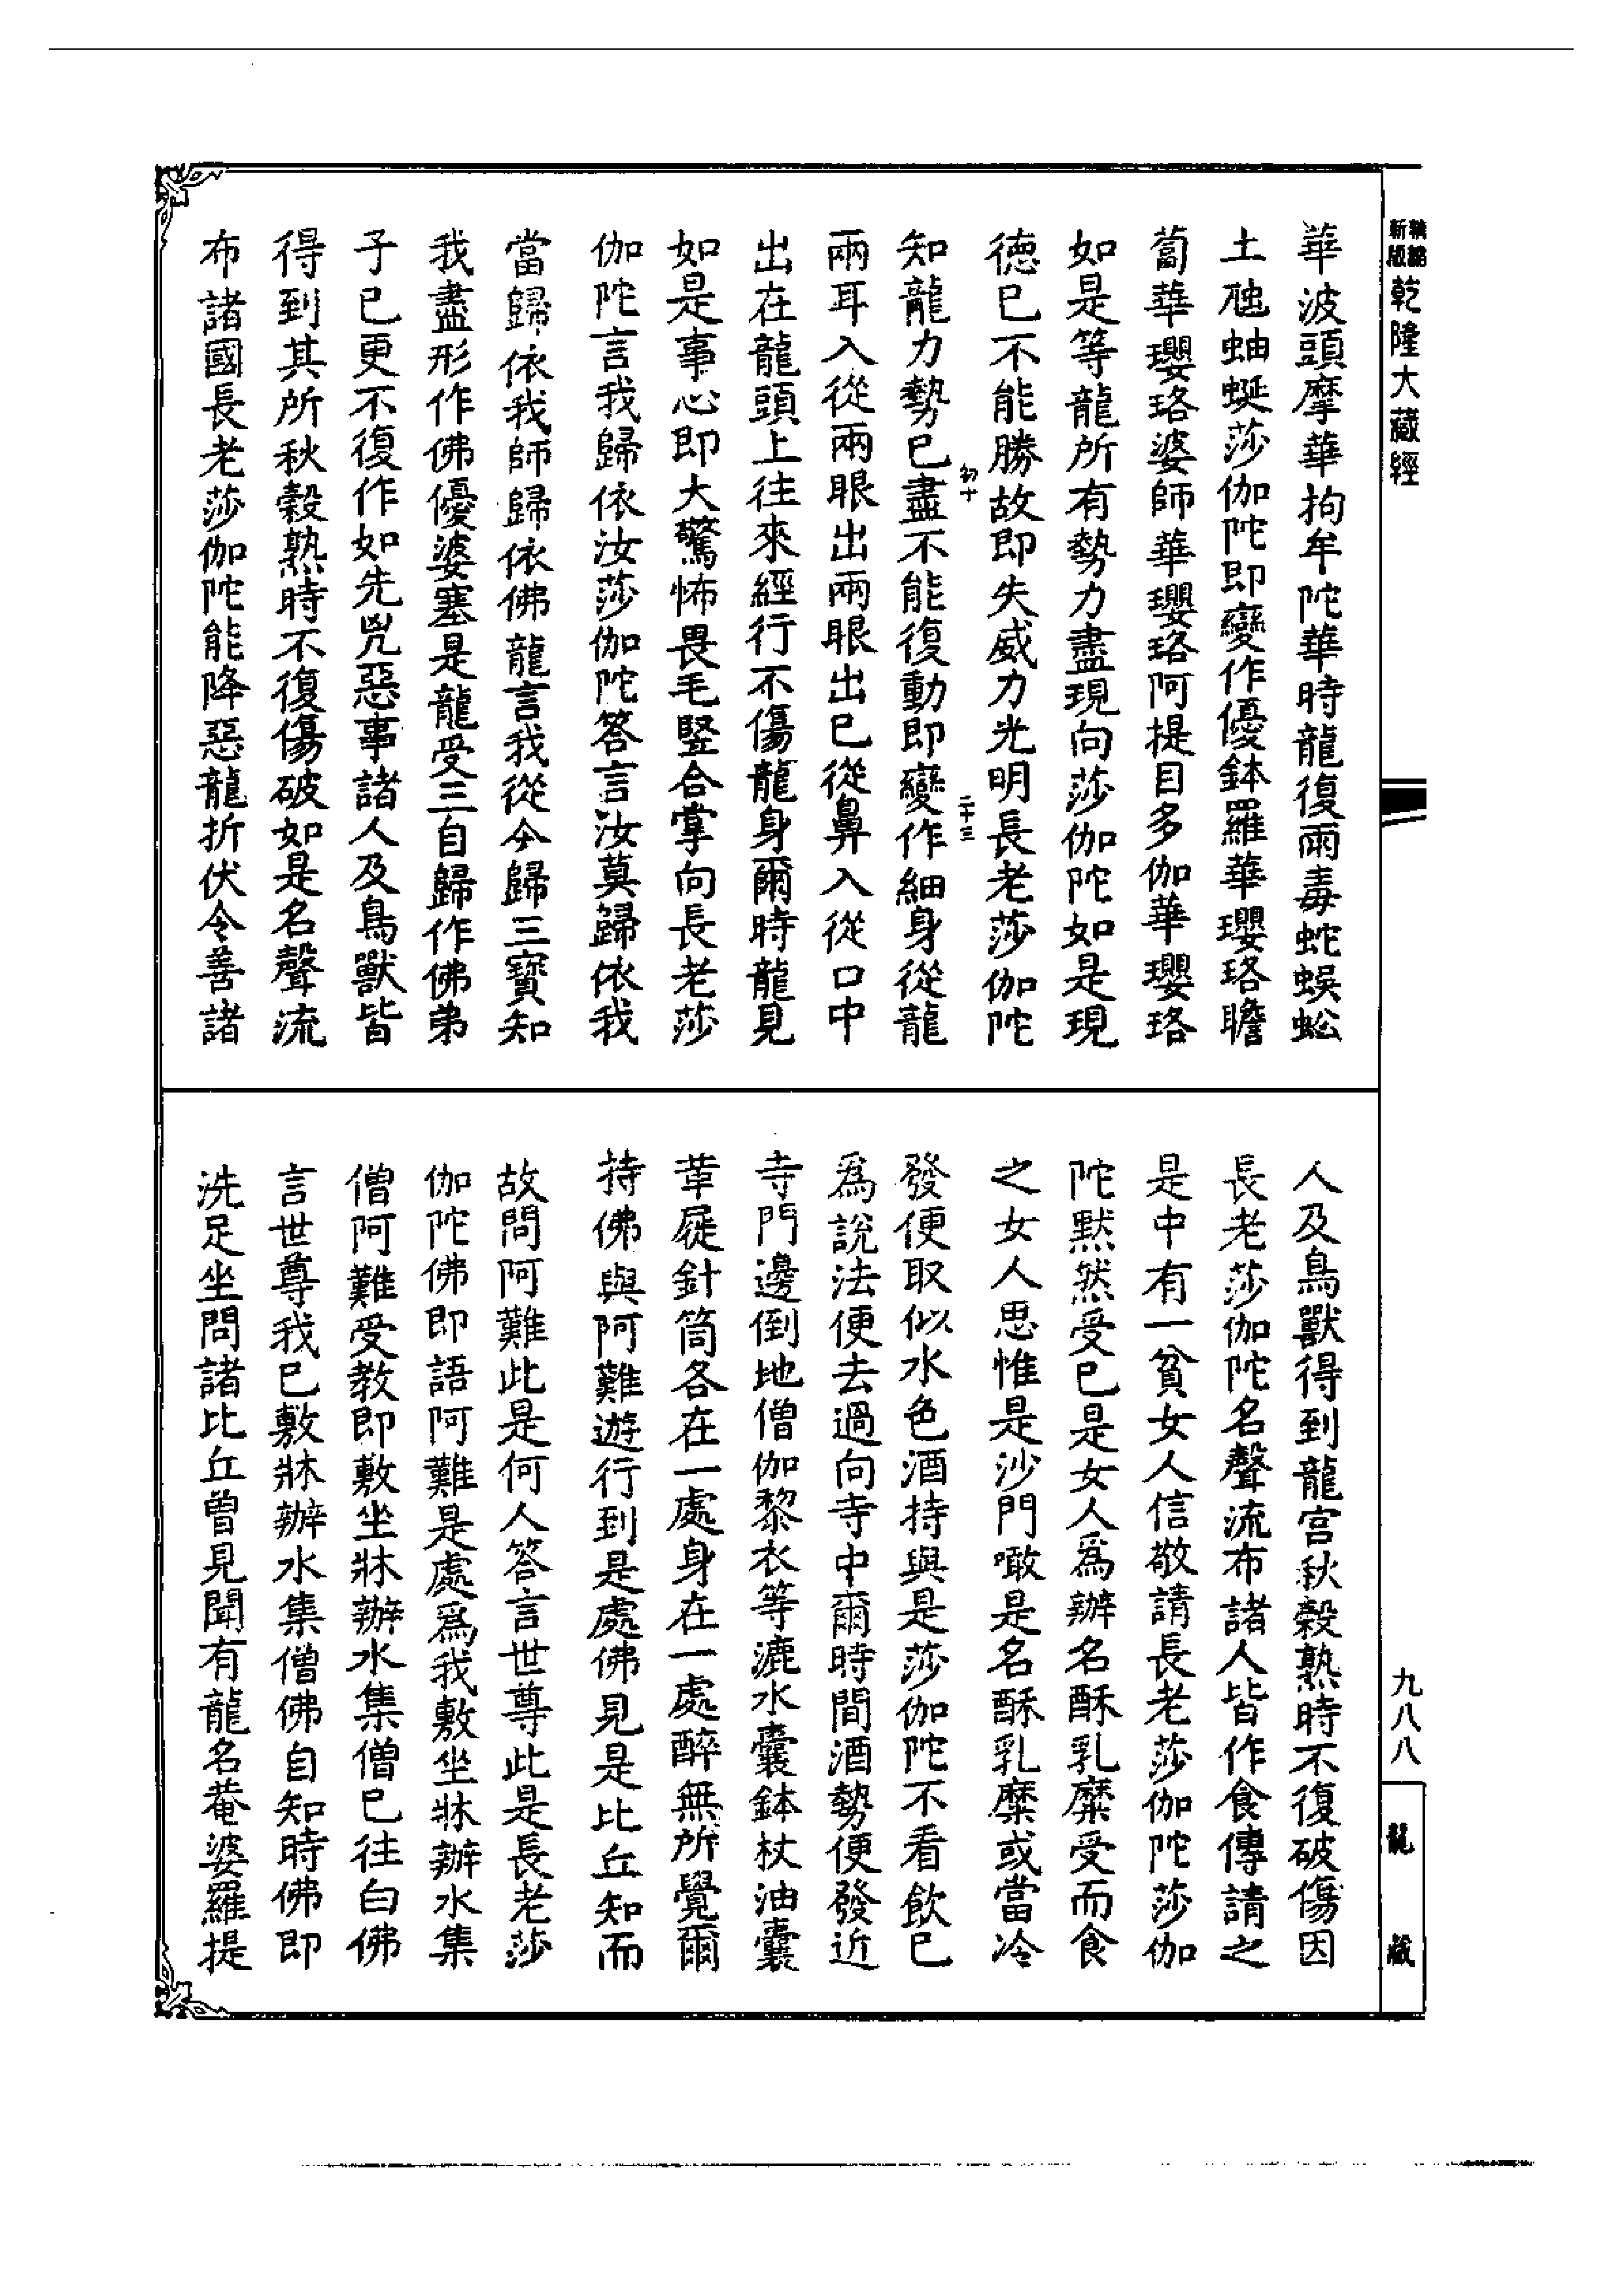 新版
乾隆大藏經
華波頭摩華拘牟陀華時龍復雨毒蛇蜈蚣
土虺蚰蜒莎伽陀即變作優鉢羅華瓔珞瞻
蔔華瓔珞婆師華瓔珞阿提目多伽華瓔珞
如是等龍所有勢力盡現向莎伽陀如是現
德已不能勝故即失威力光明長老莎伽陀
初十
二十三
知龍力勢已盡不能復動即變作細身從龍
兩耳入從兩眼出兩眼出已從鼻入從口中
出在龍頭上往來經行不傷龍身爾時龍見
如是事心即大驚怖畏毛豎合掌向長老莎
伽陀言我歸依汝莎伽陀答言汝莫歸依我
當歸依我師歸依佛龍言我從今歸三寶知
我盡形作佛優婆塞是龍受三自歸作佛弟
子已更不復作如先兇惡事諸人及鳥獸皆
得到其所秋穀熟時不復傷破如是名聲流
布諸國長老莎伽陀能降惡龍折伏令善諸
人及鳥獸得到龍宮秋穀熟時不復破傷因
長老莎伽陀名聲流布諸人皆作食傳請之
是中有一貧女人信敬請長老莎伽陀莎伽
陀黙然受已是女人爲辦名酥乳糜受而食
之女人思惟是沙門噉是名酥乳糜或當冷
發便取似水色酒持與是莎伽陀不看飲已
爲說法便去過向寺中爾時間酒勢便發近
寺門邊倒地僧伽黎衣等漉水囊鉢杖油囊
革屣針筒各在一處身在一處醉無所覺爾
時佛與阿難遊行到是處佛見是比丘知而
故問阿難此是何人答言世尊此是長老莎
伽陀佛即語阿難是處爲我敷坐牀辦水集
僧阿難受教即敷坐牀辦水集僧已往白佛
言世尊我已敷牀辦水集僧佛自知時佛即
洗足坐問諸比丘曾見聞有龍名菴婆羅提
九八八
龍藏